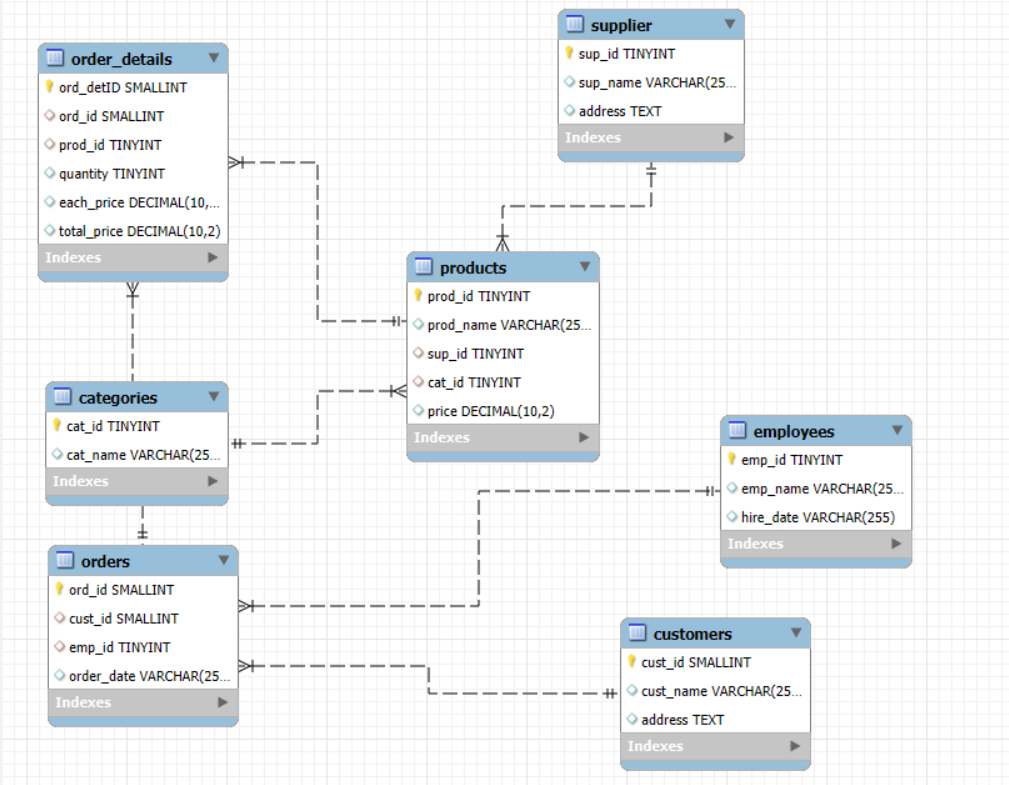 order_details
ord_detID SMALLINT
ord_id SMALLINT
prod_id TINYINT
quantity TINYINT
each_price DECIMAL(10,...
total_price DECIMAL(10,2)
Indexes
supplier
sup_id TINYINT
sup_name VARCHAR(25...
address TEXT
Indexes
products
prod_id TINYINT
prod_name VARCHAR(25...
sup_id TINYINT
cat_id TINYINT
price DECIMAL(10,2)
Indexes
categories
cat_id TINYINT
cat_name VARCHAR(25...
Indexes
employees
emp_id TINYINT
emp_name VARCHAR(25...
hire_date VARCHAR(255)
Indexes
orders
ord_id SMALLINT
cust_id SMALLINT
emp_id TINYINT
order_date VARCHAR(25...
Indexes
customers
cust_id SMALLINT
cust_name VARCHAR(25...
address TEXT
Indexes